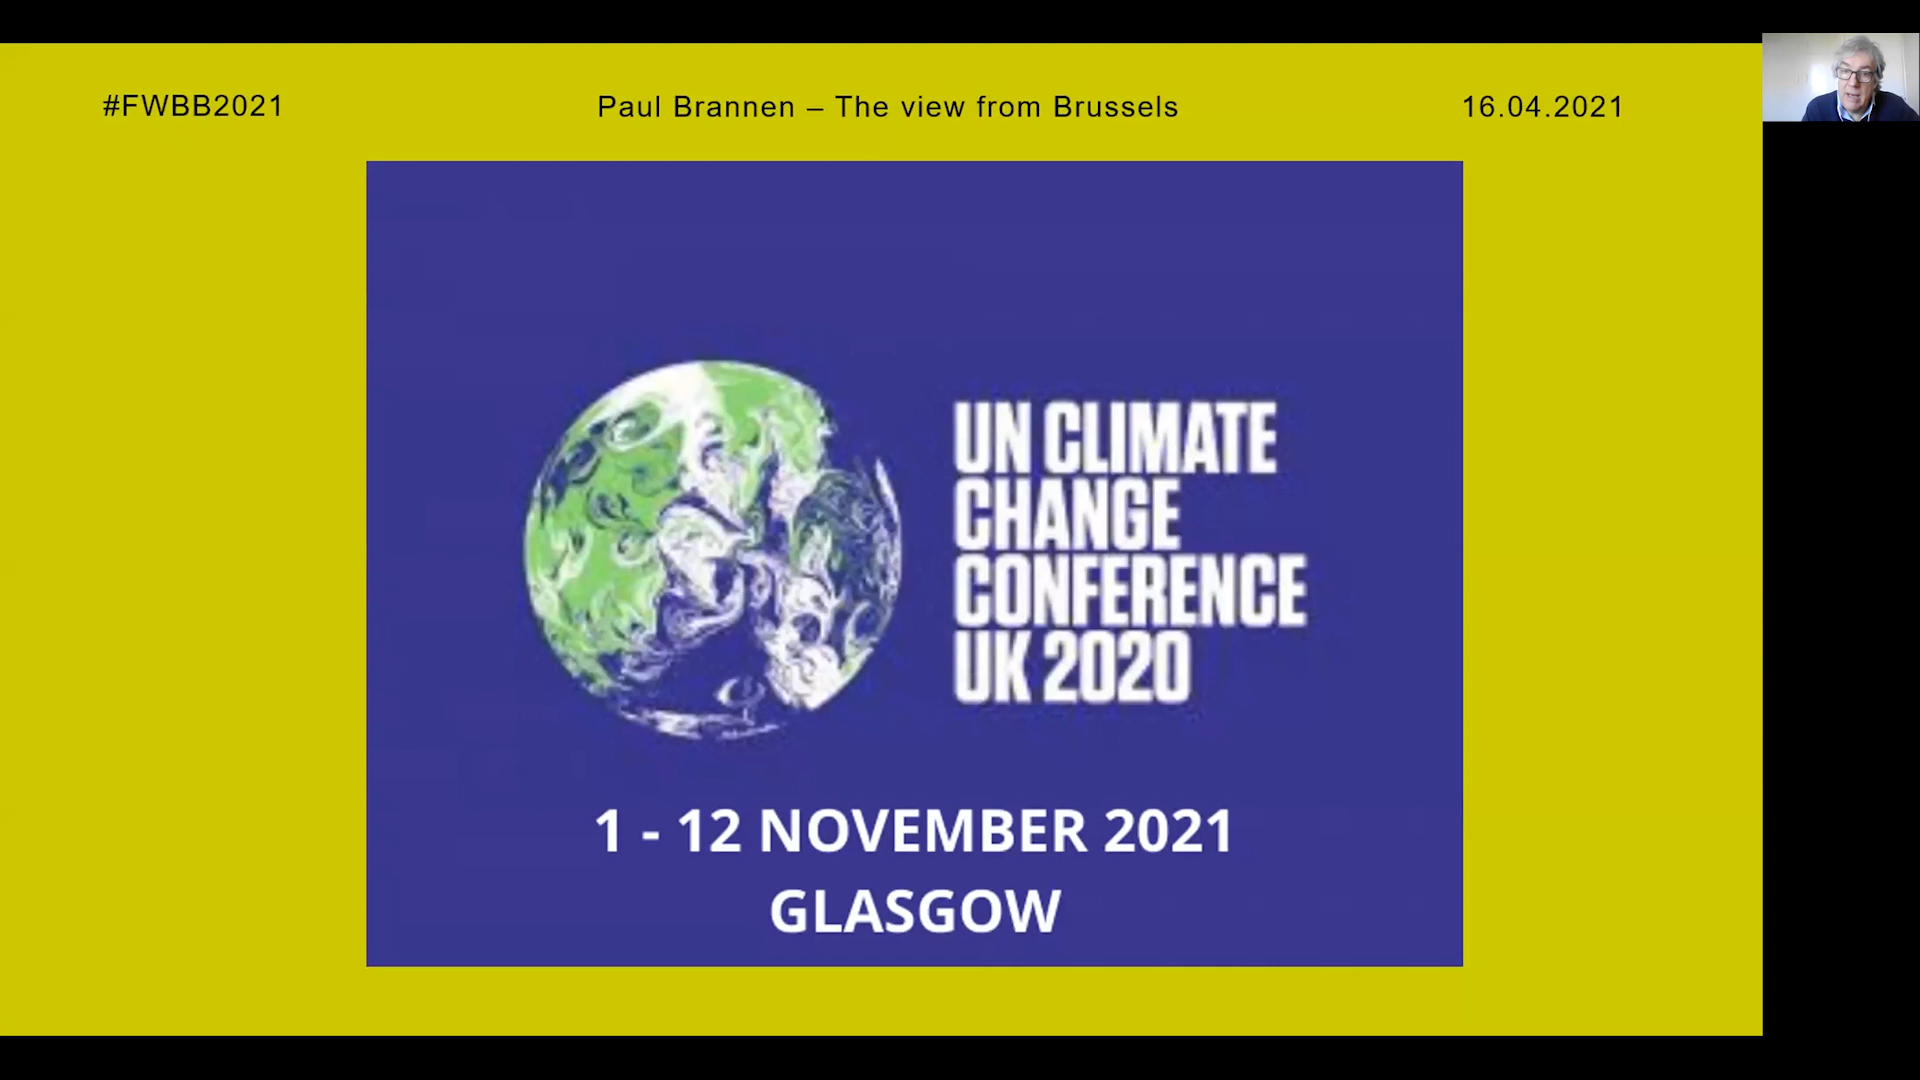 #FWBB2021
Paul Brannen – The view from Brussels
16.04.2021
UN CLIMATE
CHANGE
CONFERENCE
UK 2020
1 - 12 NOVEMBER 2021
GLASGOW